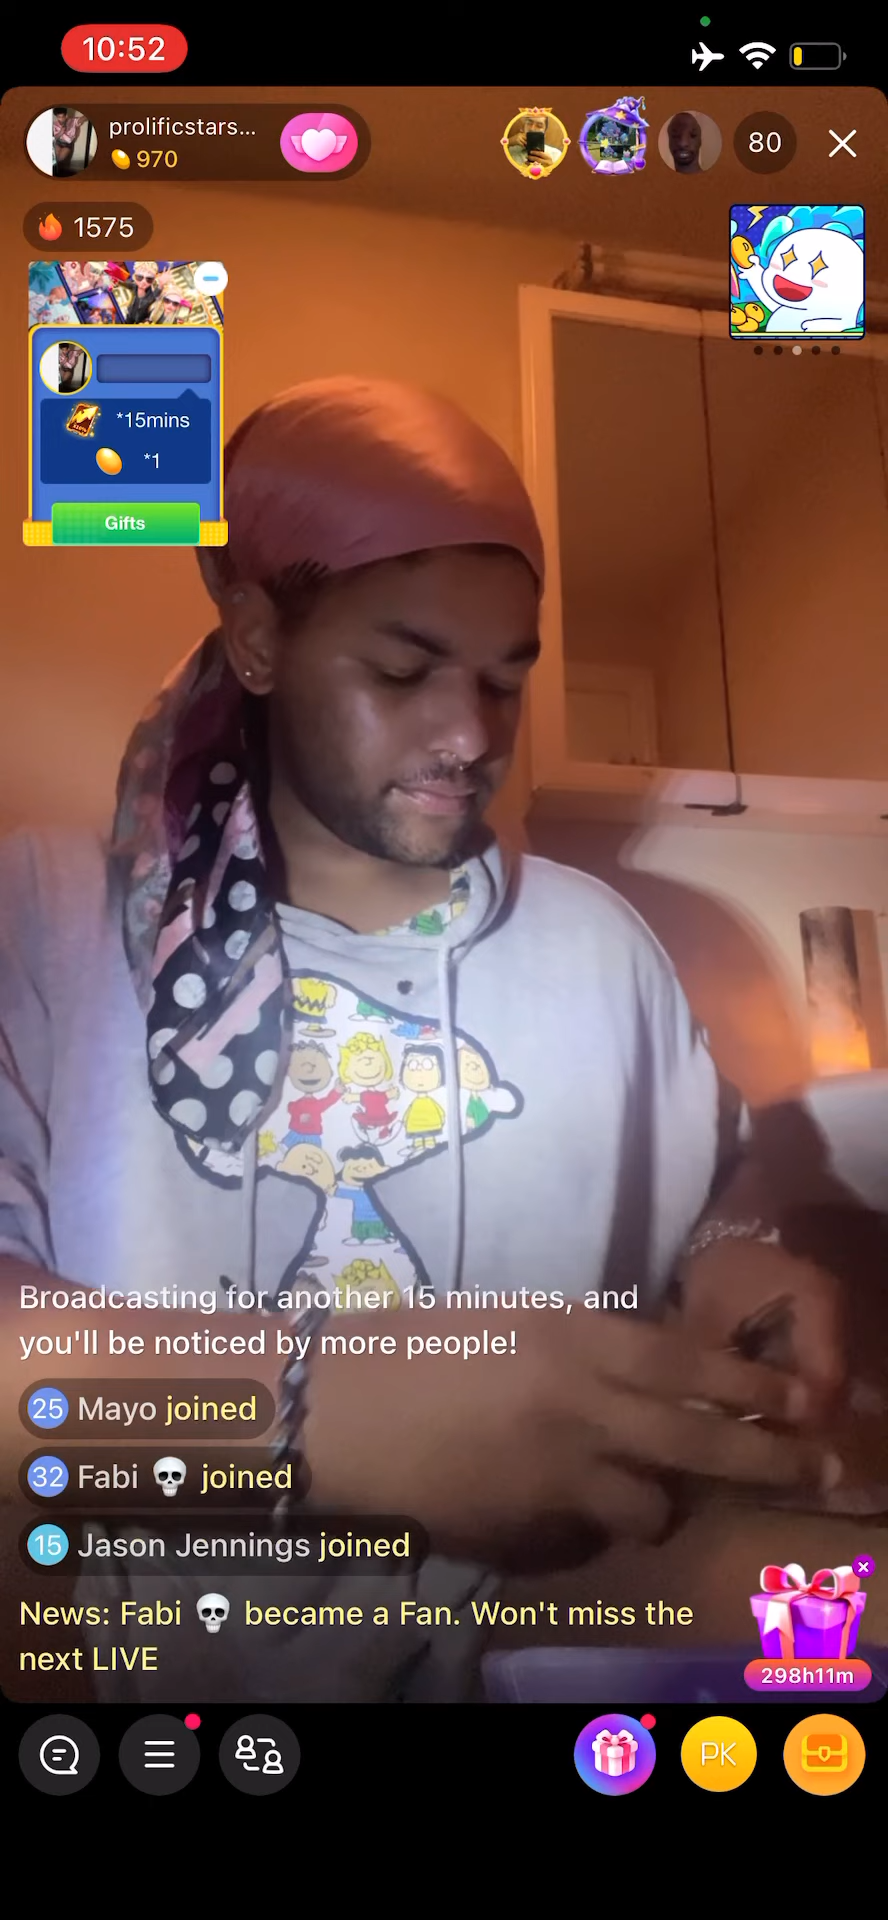 10:52
prolificstars...
970
80
1575
*15mins
*1
Gifts
Broadcasting for another 15 minutes, and
you'll be noticed by more people!
25 Mayo joined
32 Fabi 💀 joined
15 Jason Jennings joined
News: Fabi 💀 became a Fan. Won't miss the
next LIVE
298h11m
PK